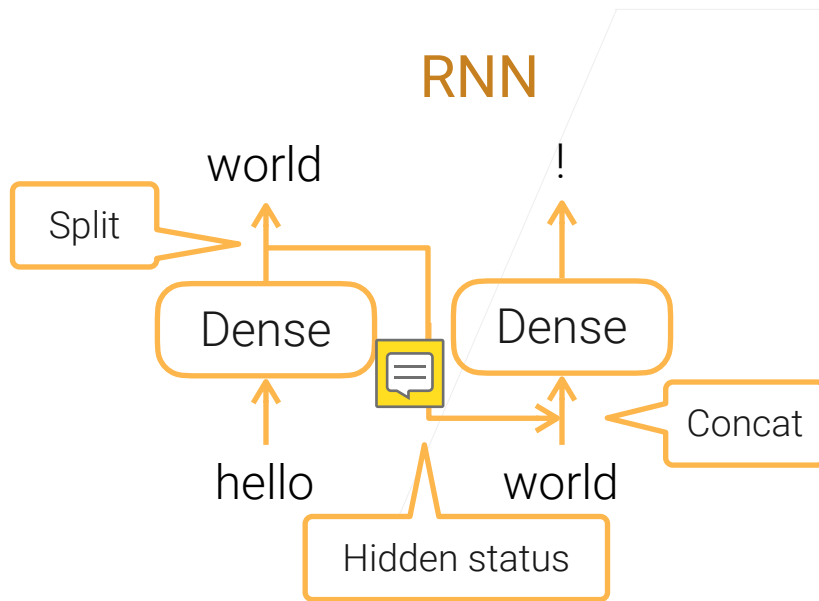 RNN
world
!
Split
Dense
Dense
Concat
hello
world
Hidden status